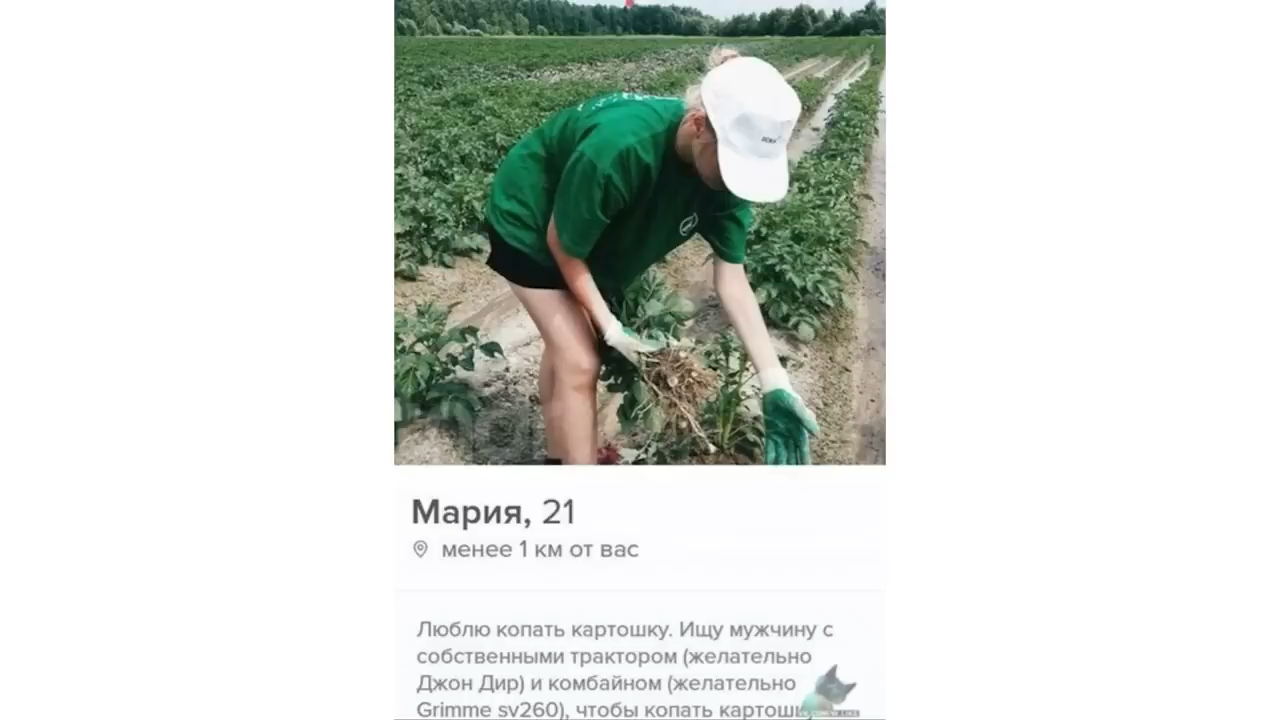 Мария, 21
менее 1 км от вас
Люблю копать картошку. Ищу мужчину с
собственными трактором (желательно
Джон Дир) и комбайном (желательно
Grimme sv260), чтобы копать картошку